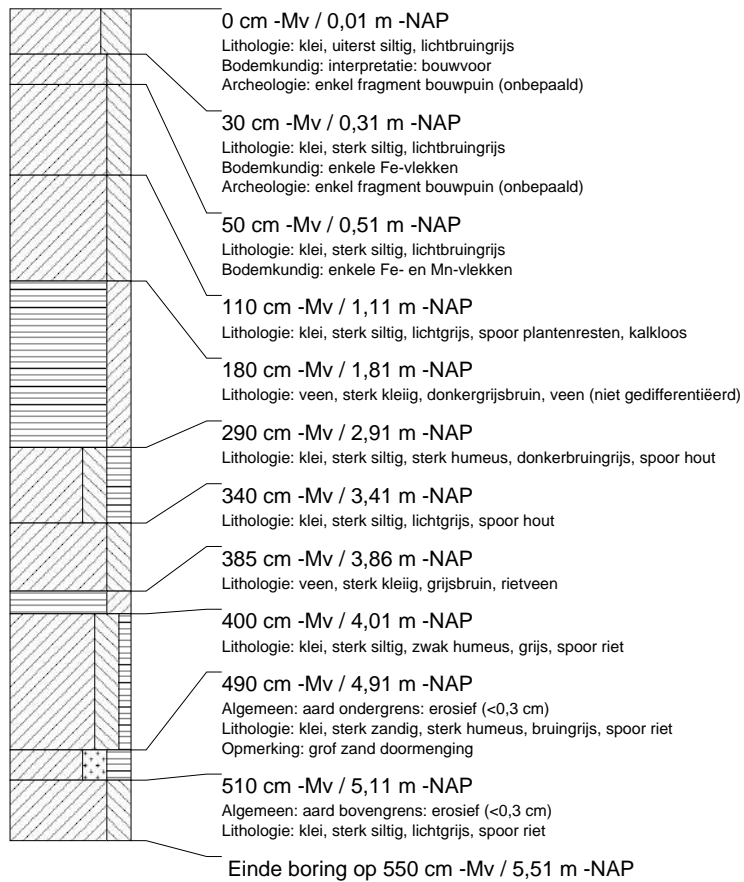 0 cm -Mv / 0,01 m -NAP
Lithologie: klei, uiterst siltig, lichtbruingrijs
Bodemkundig: interpretatie: bouwvoor
Archeologie: enkel fragment bouwpuin (onbepaald)
30 cm -Mv / 0,31 m -NAP
Lithologie: klei, sterk siltig, lichtbruingrijs
Bodemkundig: enkele Fe-vlekken
Archeologie: enkel fragment bouwpuin (onbepaald)
50 cm -Mv / 0,51 m -NAP
Lithologie: klei, sterk siltig, lichtbruingrijs
Bodemkundig: enkele Fe- en Mn-vlekken
110 cm -Mv / 1,11 m -NAP
Lithologie: klei, sterk siltig, lichtgrijs, spoor plantenresten, kalkloos
180 cm -Mv / 1,81 m -NAP
Lithologie: veen, sterk kleiig, donkergrijsbruin, veen (niet gedifferentiëerd)
290 cm -Mv / 2,91 m -NAP
Lithologie: klei, sterk siltig, sterk humeus, donkerbruingrijs, spoor hout
340 cm -Mv / 3,41 m -NAP
Lithologie: klei, sterk siltig, lichtgrijs, spoor hout
385 cm -Mv / 3,86 m -NAP
Lithologie: veen, sterk kleiig, grijsbruin, rietveen
400 cm -Mv / 4,01 m -NAP
Lithologie: klei, sterk siltig, zwak humeus, grijs, spoor riet
490 cm -Mv / 4,91 m -NAP
Algemeen: aard ondergrens: erosief (<0,3 cm)
Lithologie: klei, sterk zandig, sterk humeus, bruingrijs, spoor riet
Opmerking: grof zand doormenging
510 cm -Mv / 5,11 m -NAP
Algemeen: aard bovengrens: erosief (<0,3 cm)
Lithologie: klei, sterk siltig, lichtgrijs, spoor riet
Einde boring op 550 cm -Mv / 5,51 m -NAP